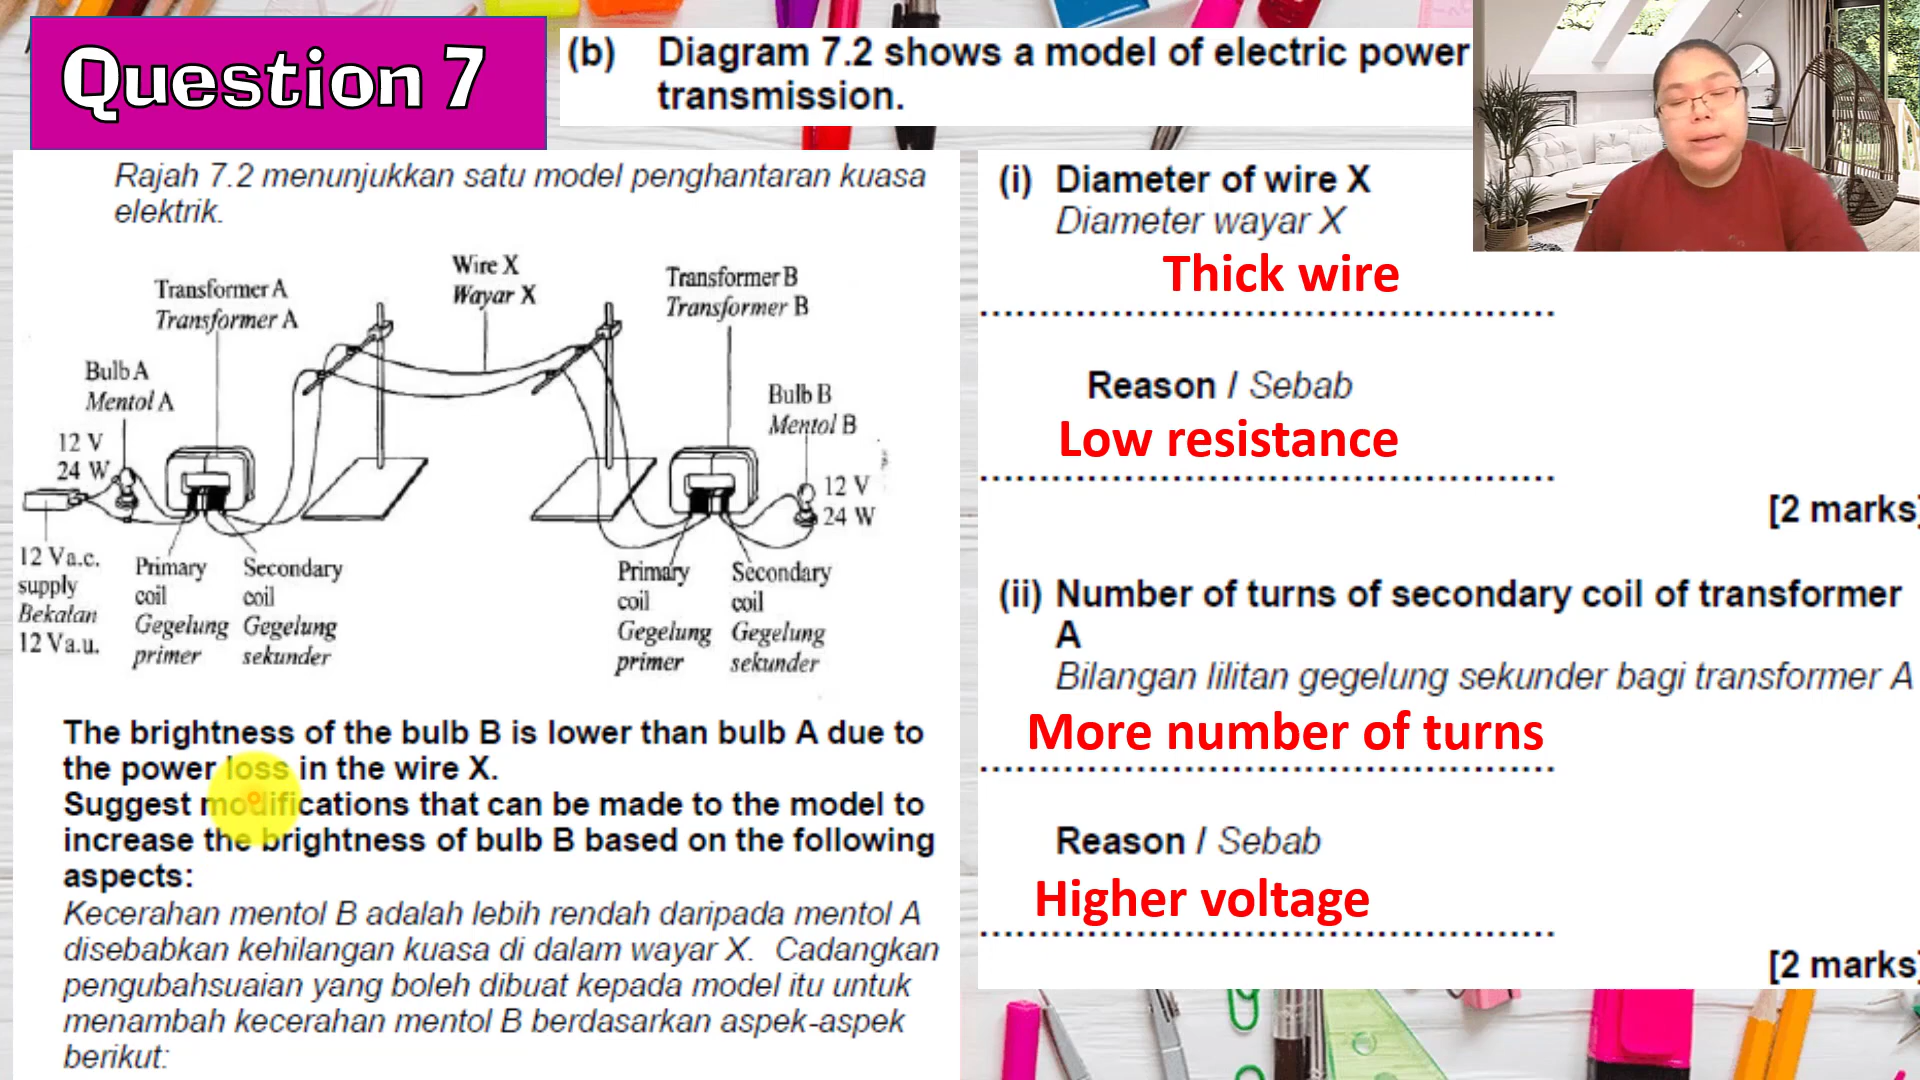 Question 7
(b) Diagram 7.2 shows a model of electric power
transmission.
Rajah 7.2 menunjukkan satu model penghantaran kuasa
elektrik.
Wire X
Wayar X
Transformer A
Transformer A
Transformer B
Transformer B
Bulb A
Mentol A
12 V
24 W
Bulb B
Mentol B
12 V
24 W
12 V a.c.
supply
Bekalan
12 V a.u.
Primary
coil
Gegelung
primer
Secondary
coil
Gegelung
sekunder
Primary
coil
Gegelung
primer
Secondary
coil
Gegelung
sekunder
The brightness of the bulb B is lower than bulb A due to
the power loss in the wire X.
Suggest modifications that can be made to the model to
increase the brightness of bulb B based on the following
aspects:
Kecerahan mentol B adalah lebih rendah daripada mentol A
disebabkan kehilangan kuasa di dalam wayar X. Cadangkan
pengubahsuaian yang boleh dibuat kepada model itu untuk
menambah kecerahan mentol B berdasarkan aspek-aspek
berikut:
(i) Diameter of wire X
Diameter wayar X
Thick wire
Reason / Sebab
Low resistance
[2 marks]
(ii) Number of turns of secondary coil of transformer
A
Bilangan lilitan gegelung sekunder bagi transformer A
More number of turns
Reason / Sebab
Higher voltage
[2 marks]